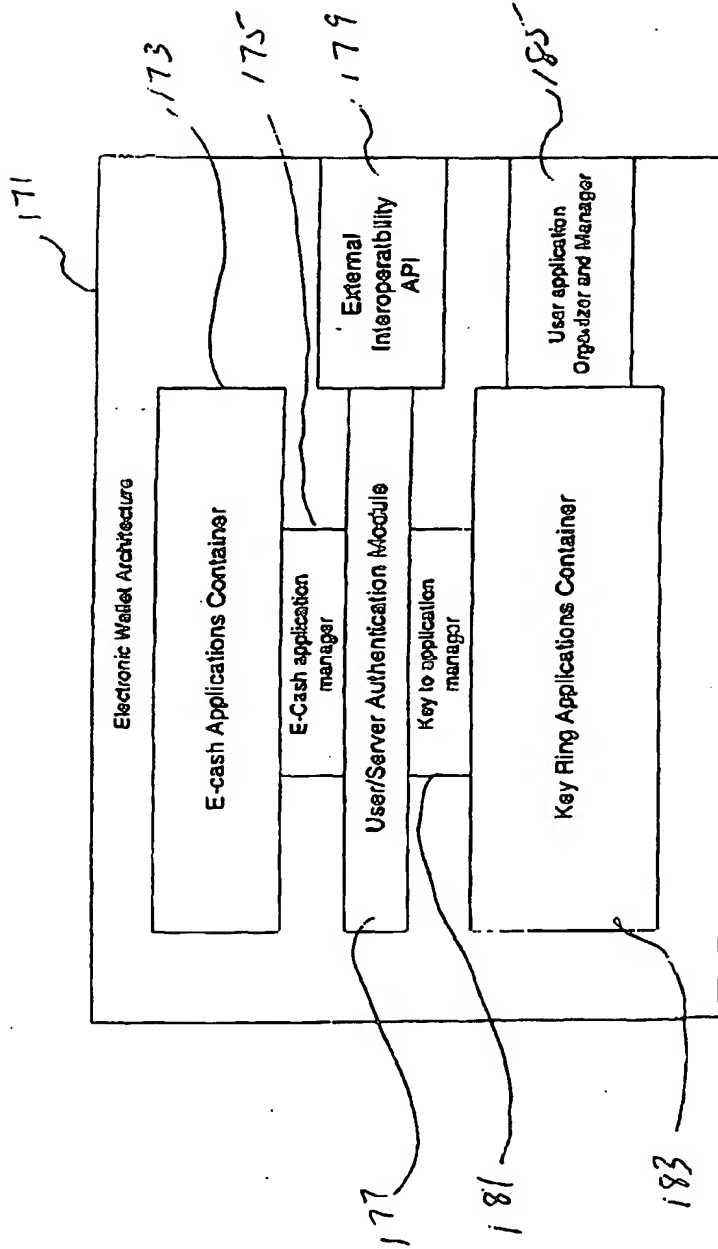 171
Electronic Wallet Architecture
173
E-cash Applications Container
175
E-Cash application
manager
User/Server Authentication Module
179
External
Interoperatbility
API
Key to application
manager
Key Ring Applications Container
185
User application
Organizer and Manager
177
181
183